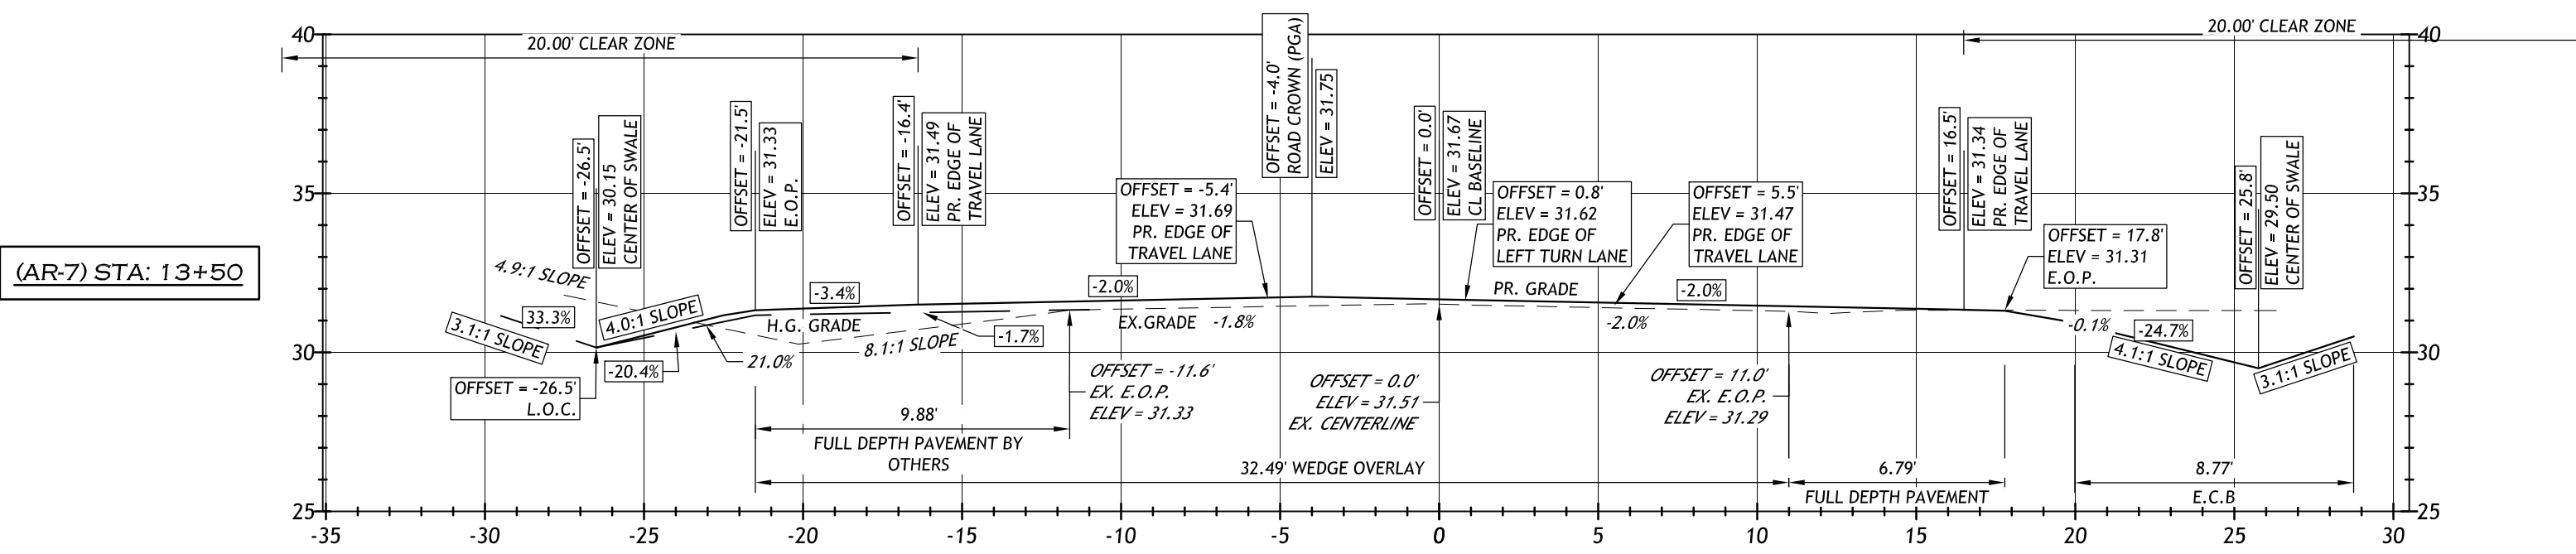 (AR-7) STA: 13+50
20.00' CLEAR ZONE
20.00' CLEAR ZONE
40
35
30
25
40
35
30
25
OFFSET = -26.5'
ELEV = 30.15
CENTER OF SWALE
OFFSET = -21.5'
ELEV = 31.33
E.O.P.
OFFSET = -16.4'
ELEV = 31.49
PR. EDGE OF
TRAVEL LANE
OFFSET = -5.4'
ELEV = 31.69
PR. EDGE OF
TRAVEL LANE
OFFSET = -4.0'
ROAD CROWN (PGA)
ELEV = 31.75
OFFSET = 0.0'
ELEV = 31.67
CL BASELINE
OFFSET = 0.8'
ELEV = 31.62
PR. EDGE OF
LEFT TURN LANE
OFFSET = 5.5'
ELEV = 31.47
PR. EDGE OF
TRAVEL LANE
OFFSET = 16.5'
ELEV = 31.34
PR. EDGE OF
TRAVEL LANE
OFFSET = 17.8'
ELEV = 31.31
E.O.P.
OFFSET = 25.8'
ELEV = 29.50
CENTER OF SWALE
4.9:1 SLOPE
33.3%
3.1:1 SLOPE
4.0:1 SLOPE
-3.4%
-2.0%
PR. GRADE
-2.0%
H.G. GRADE
8.1:1 SLOPE
-1.7%
EX.GRADE
-1.8%
-2.0%
-0.1%
-24.7%
4.1:1 SLOPE
3.1:1 SLOPE
-20.4%
21.0%
OFFSET = -26.5'
L.O.C.
OFFSET = -11.6'
EX. E.O.P.
ELEV = 31.33
OFFSET = 0.0'
ELEV = 31.51
EX. CENTERLINE
OFFSET = 11.0'
EX. E.O.P.
ELEV = 31.29
9.88'
FULL DEPTH PAVEMENT BY
OTHERS
32.49' WEDGE OVERLAY
6.79'
FULL DEPTH PAVEMENT
8.77'
E.C.B
-35
-30
-25
-20
-15
-10
-5
0
5
10
15
20
25
30